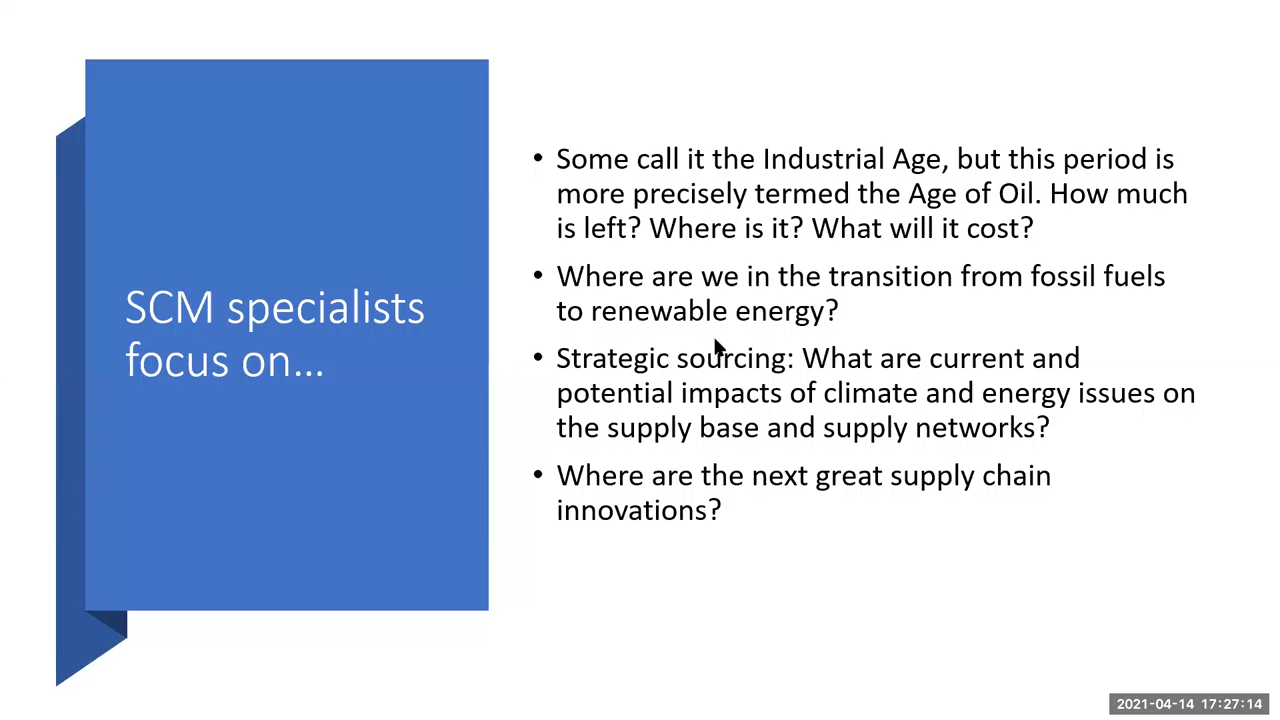 SCM specialists
focus on...
• Some call it the Industrial Age, but this period is
more precisely termed the Age of Oil. How much
is left? Where is it? What will it cost?
• Where are we in the transition from fossil fuels
to renewable energy?
• Strategic sourcing: What are current and
potential impacts of climate and energy issues on
the supply base and supply networks?
• Where are the next great supply chain
innovations?
2021-04-14 17:27:14